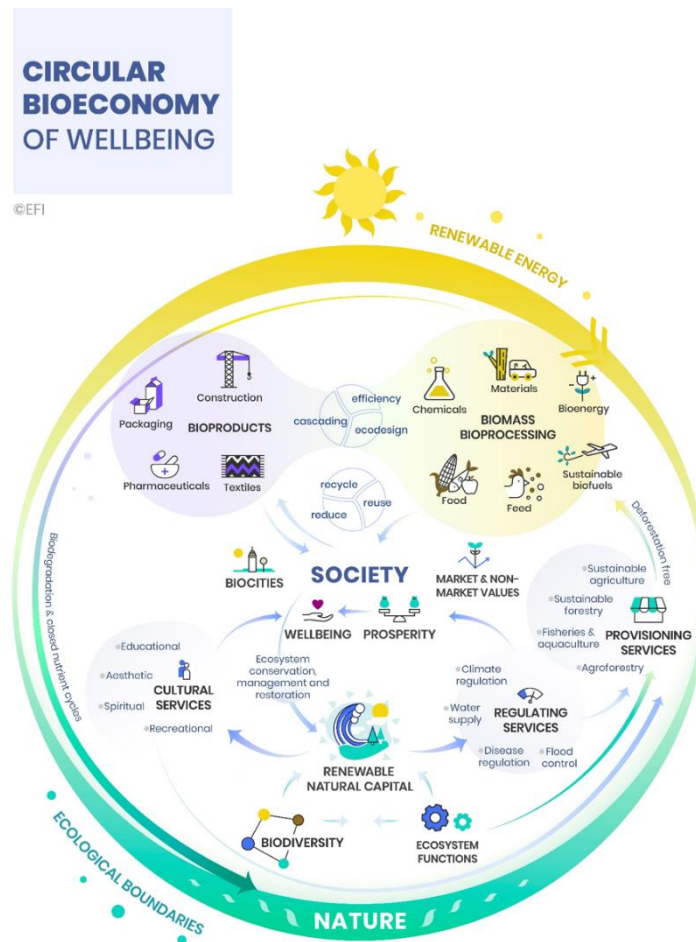 CIRCULAR
BIOECONOMY
OF WELLBEING
©EFI
RENEWABLE ENERGY
Construction
Packaging
BIOPRODUCTS
Pharmaceuticals
Textiles
efficiency
cascading
ecodesign
Materials
Chemicals
Bioenergy
BIOMASS
BIOPROCESSING
Food
Feed
Sustainable
biofuels
recycle
reuse
reduce
Deforestation free
Biodegradation & closed nutrient cycles
BIOCITIES
SOCIETY
MARKET & NON-
MARKET VALUES
WELLBEING
PROSPERITY
Sustainable
agriculture
Sustainable
forestry
Fisheries &
aquaculture
Agroforestry
PROVISIONING
SERVICES
Educational
Aesthetic
Spiritual
Recreational
CULTURAL
SERVICES
Ecosystem
conservation,
management and
restoration
Climate
regulation
Water
supply
Disease
regulation
Flood
control
REGULATING
SERVICES
RENEWABLE
NATURAL CAPITAL
BIODIVERSITY
ECOSYSTEM
FUNCTIONS
ECOLOGICAL BOUNDARIES
NATURE